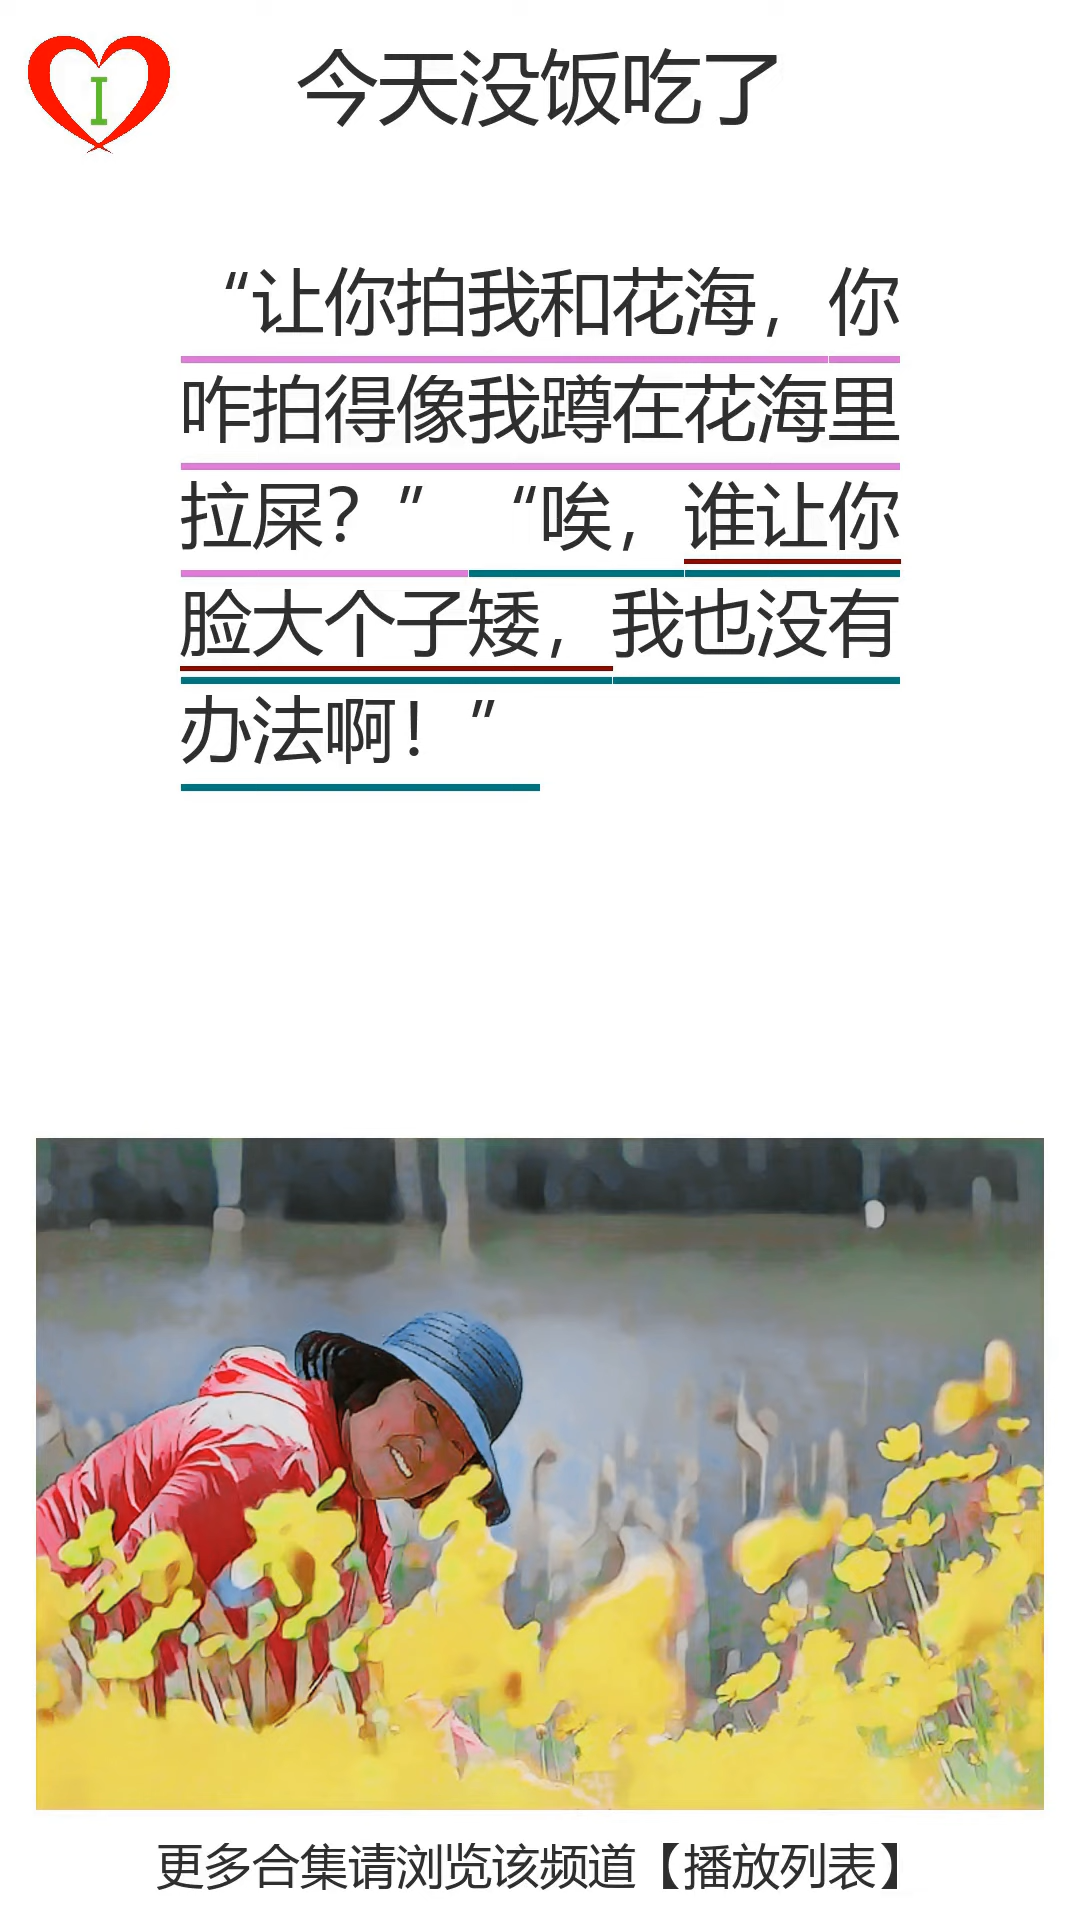 I
今天没饭吃了
“让你拍我和花海，你
咋拍得像我蹲在花海里
拉屎？” “唉，谁让你
脸大个子矮，我也没有
办法啊！”
更多合集请浏览该频道【播放列表】